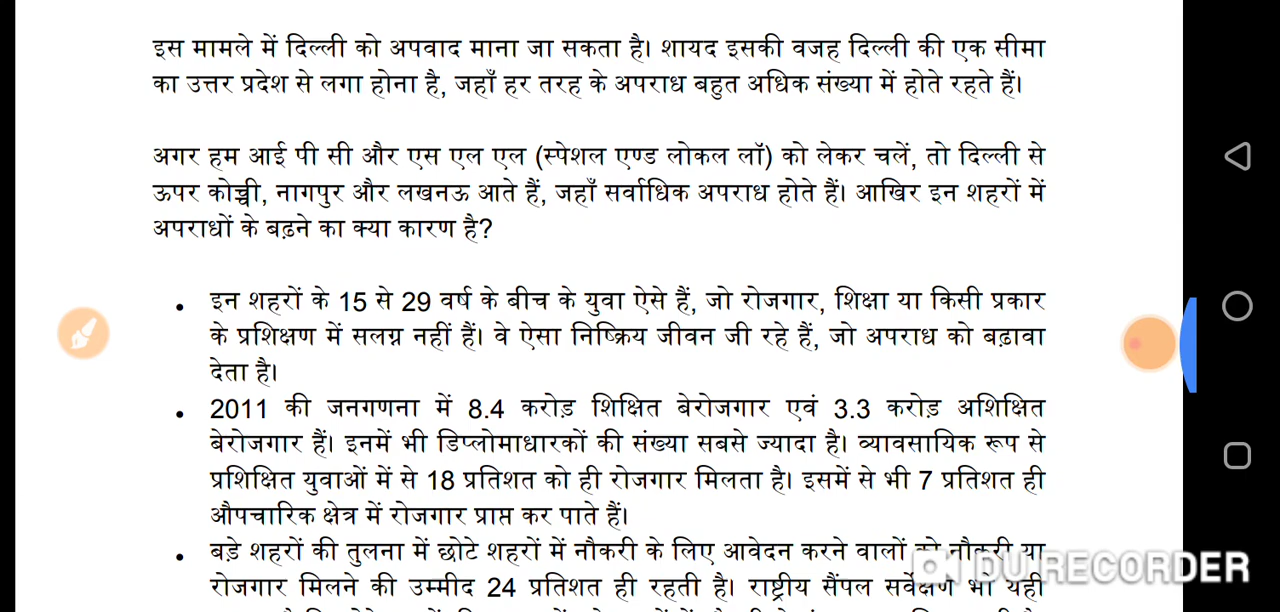 इस मामले में दिल्ली को अपवाद माना जा सकता है। शायद इसकी वजह दिल्ली की एक सीमा
का उत्तर प्रदेश से लगा होना है, जहाँ हर तरह के अपराध बहुत अधिक संख्या में होते रहते हैं।
अगर हम आई पी सी और एस एल एल (स्पेशल एण्ड लोकल लॉ) को लेकर चलें, तो दिल्ली से
ऊपर कोच्ची, नागपुर और लखनऊ आते हैं, जहाँ सर्वाधिक अपराध होते हैं। आखिर इन शहरों में
अपराधों के बढ़ने का क्या कारण है?
• इन शहरों के 15 से 29 वर्ष के बीच के युवा ऐसे हैं, जो रोजगार, शिक्षा या किसी प्रकार
के प्रशिक्षण में सलग्न नहीं हैं। वे ऐसा निष्क्रिय जीवन जी रहे हैं, जो अपराध को बढ़ावा
देता है।
• 2011 की जनगणना में 8.4 करोड़ शिक्षित बेरोजगार एवं 3.3 करोड़ अशिक्षित
बेरोजगार हैं। इनमें भी डिप्लोमाधारकों की संख्या सबसे ज्यादा है। व्यावसायिक रूप से
प्रशिक्षित युवाओं में से 18 प्रतिशत को ही रोजगार मिलता है। इसमें से भी 7 प्रतिशत ही
औपचारिक क्षेत्र में रोजगार प्राप्त कर पाते हैं।
• बड़े शहरों की तुलना में छोटे शहरों में नौकरी के लिए आवेदन करने वालों को नौकरी या
रोजगार मिलने की उम्मीद 24 प्रतिशत ही रहती है। राष्ट्रीय सैंपल सर्वेक्षण भी यही
DU RECORDER